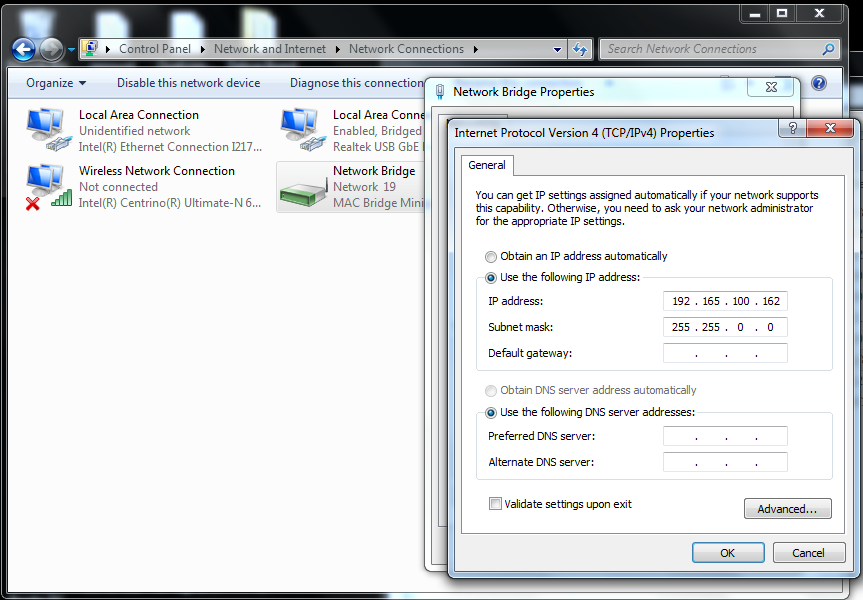 Control Panel Network and Internet Network Connections
Search Network Connections
Organize Disable this network device Diagnose this connection
Local Area Connection
Unidentified network
Intel(R) Ethernet Connection I217...
Local Area Conne
Enabled, Bridged
Realtek USB GbE
Wireless Network Connection
Not connected
Intel(R) Centrino(R) Ultimate-N 6...
Network Bridge
Network 19
MAC Bridge Mini
Network Bridge Properties
Internet Protocol Version 4 (TCP/IPv4) Properties
General
You can get IP settings assigned automatically if your network supports
this capability. Otherwise, you need to ask your network administrator
for the appropriate IP settings.
Obtain an IP address automatically
Use the following IP address:
IP address: 192 . 165 . 100 . 162
Subnet mask: 255 . 255 . 0 . 0
Default gateway: . . .
Obtain DNS server address automatically
Use the following DNS server addresses:
Preferred DNS server: . . .
Alternate DNS server: . . .
Validate settings upon exit
Advanced...
OK Cancel